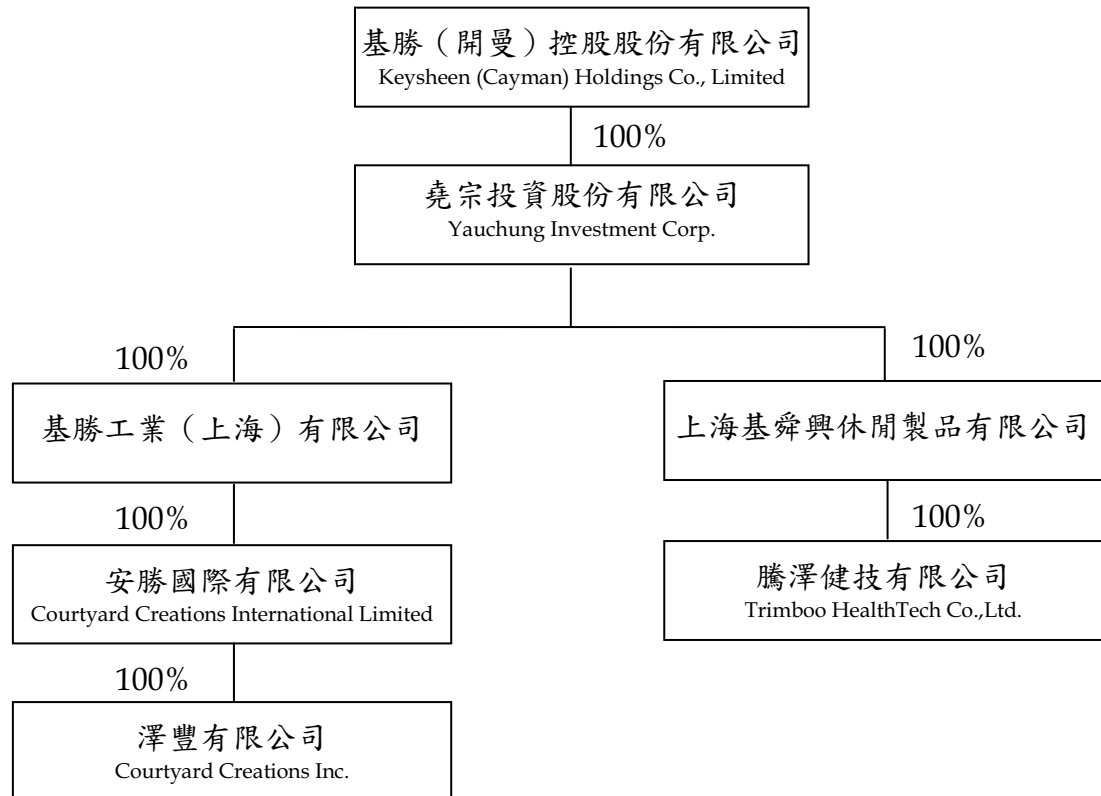 基勝（開曼）控股股份有限公司
Keysheen (Cayman) Holdings Co., Limited
100%
堯宗投資股份有限公司
Yauchung Investment Corp.
100%
100%
基勝工業（上海）有限公司
上海基舜興休閒製品有限公司
100%
100%
安勝國際有限公司
Courtyard Creations International Limited
騰澤健技有限公司
Trimboo HealthTech Co.,Ltd.
100%
澤豐有限公司
Courtyard Creations Inc.